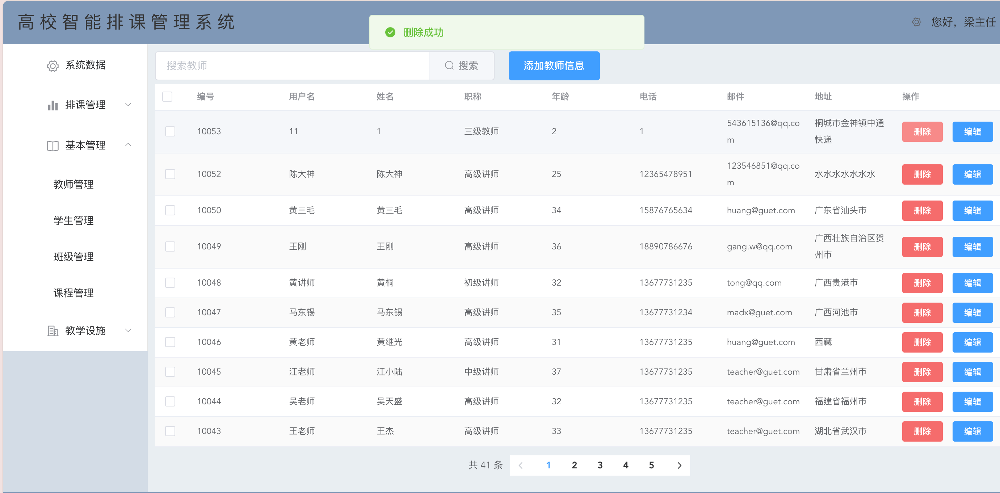 高校智能排课管理系统
删除成功
您好，梁主任
系统数据
排课管理
基本管理
教师管理
学生管理
班级管理
课程管理
教学设施
搜索教师
搜索
添加教师信息
编号 用户名 姓名 职称 年龄 电话 邮件 地址 操作
10053 11 1 三级教师 2 1 543615136@qq.co 桐城市金神镇中通 删除 编辑
m 快递
10052 陈大神 陈大神 高级讲师 25 12365478951 123546851@qq.co 水水水水水水水 删除 编辑
m
10050 黄三毛 黄三毛 高级讲师 34 15876765634 huang@guet.com 广东省汕头市 删除 编辑
10049 王刚 王刚 高级讲师 36 18890786676 gang.w@qq.com 广西壮族自治区贺 删除 编辑
州市
10048 黄讲师 黄桐 初级讲师 32 13677731235 tong@qq.com 广西贵港市 删除 编辑
10047 马东锡 马东锡 高级讲师 35 13677731234 madx@guet.com 广西河池市 删除 编辑
10046 黄老师 黄继光 高级讲师 31 13677731235 huang@guet.com 西藏 删除 编辑
10045 江老师 江小陆 中级讲师 37 13677731235 teacher@guet.com 甘肃省兰州市 删除 编辑
10044 吴老师 吴天盛 高级讲师 32 13677731235 teacher@guet.com 福建省福州市 删除 编辑
10043 王老师 王杰 高级讲师 33 13677731235 teacher@guet.com 湖北省武汉市 删除 编辑
共 41 条 1 2 3 4 5